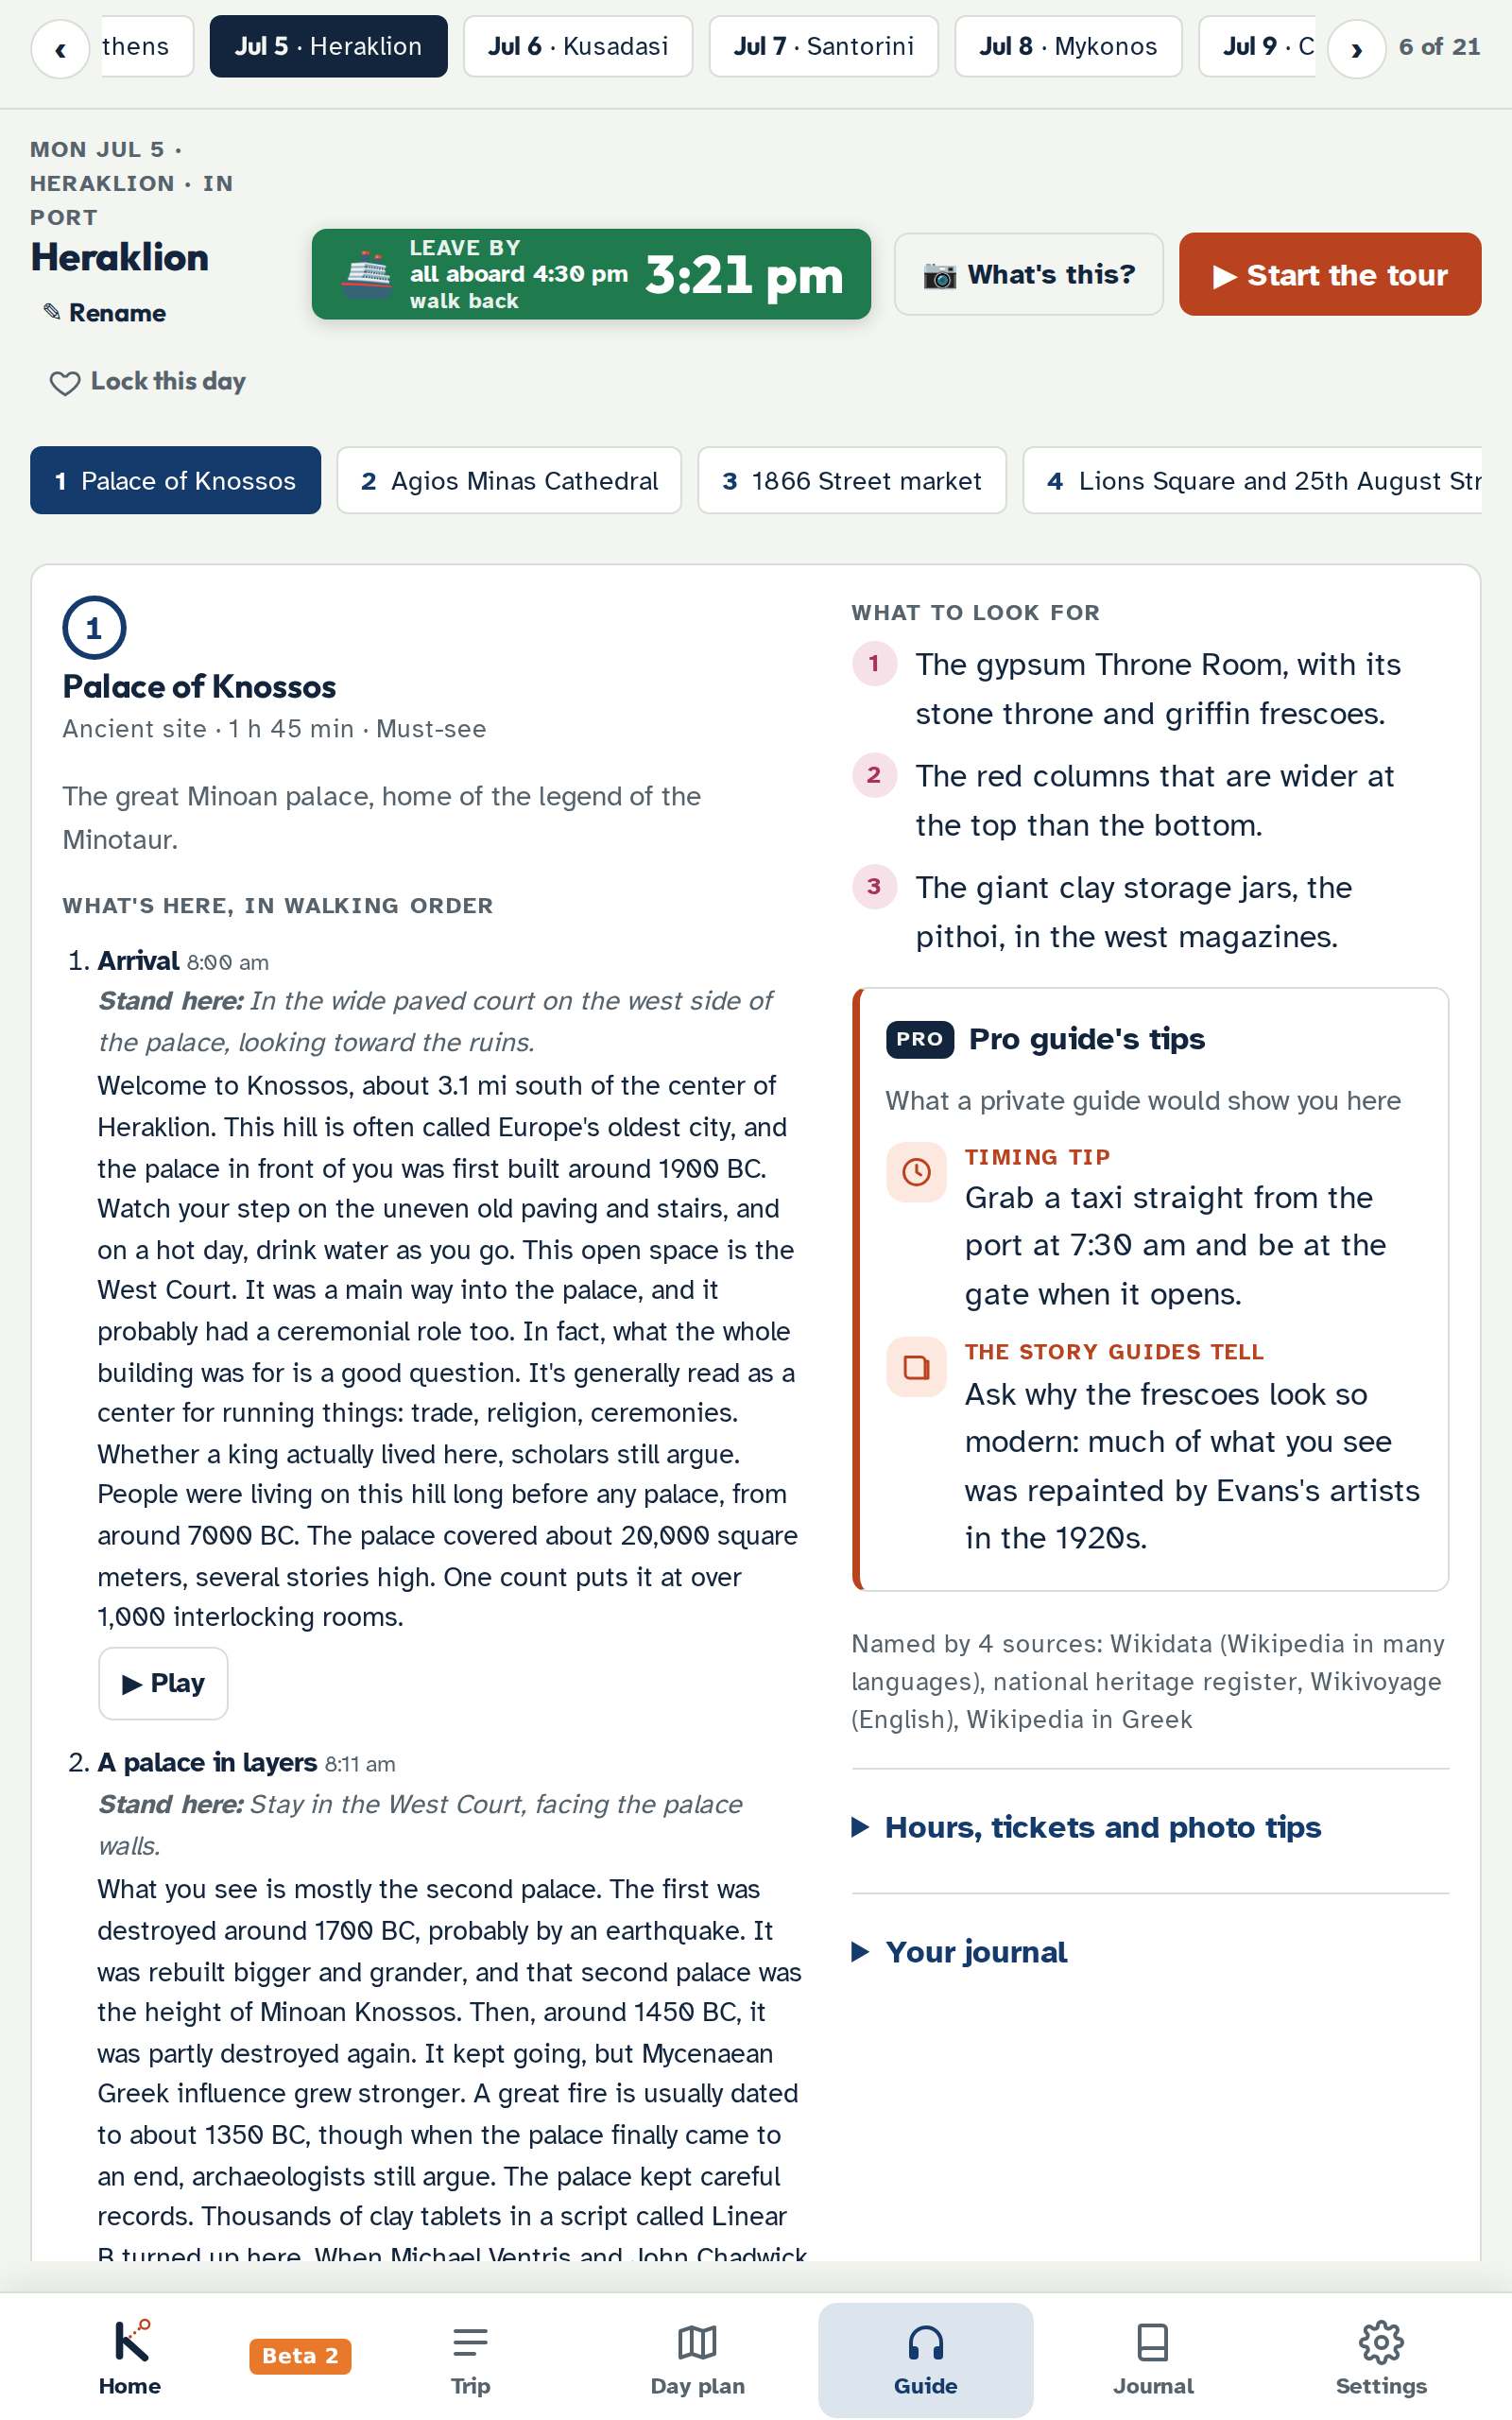 ‹
thens
Jul 5 · Heraklion
Jul 6 · Kusadasi
Jul 7 · Santorini
Jul 8 · Mykonos
Jul 9 · C
›
6 of 21
MON JUL 5 ·
HERAKLION · IN
PORT
Heraklion
✎ Rename
Lock this day
LEAVE BY
all aboard 4:30 pm
walk back
3:21 pm
What's this?
▶ Start the tour
1 Palace of Knossos
2 Agios Minas Cathedral
3 1866 Street market
4 Lions Square and 25th August Str
1
Palace of Knossos
Ancient site · 1 h 45 min · Must-see
The great Minoan palace, home of the legend of the
Minotaur.
WHAT'S HERE, IN WALKING ORDER
1. Arrival 8:00 am
Stand here: In the wide paved court on the west side of
the palace, looking toward the ruins.
Welcome to Knossos, about 3.1 mi south of the center of
Heraklion. This hill is often called Europe's oldest city, and
the palace in front of you was first built around 1900 BC.
Watch your step on the uneven old paving and stairs, and
on a hot day, drink water as you go. This open space is the
West Court. It was a main way into the palace, and it
probably had a ceremonial role too. In fact, what the whole
building was for is a good question. It's generally read as a
center for running things: trade, religion, ceremonies.
Whether a king actually lived here, scholars still argue.
People were living on this hill long before any palace, from
around 7000 BC. The palace covered about 20,000 square
meters, several stories high. One count puts it at over
1,000 interlocking rooms.
▶ Play
2. A palace in layers 8:11 am
Stand here: Stay in the West Court, facing the palace
walls.
What you see is mostly the second palace. The first was
destroyed around 1700 BC, probably by an earthquake. It
was rebuilt bigger and grander, and that second palace was
the height of Minoan Knossos. Then, around 1450 BC, it
was partly destroyed again. It kept going, but Mycenaean
Greek influence grew stronger. A great fire is usually dated
to about 1350 BC, though when the palace finally came to
an end, archaeologists still argue. The palace kept careful
records. Thousands of clay tablets in a script called Linear
B turned up here. When Michael Ventris and John Chadwick
WHAT TO LOOK FOR
1 The gypsum Throne Room, with its
stone throne and griffin frescoes.
2 The red columns that are wider at
the top than the bottom.
3 The giant clay storage jars, the
pithoi, in the west magazines.
PRO Pro guide's tips
What a private guide would show you here
TIMING TIP
Grab a taxi straight from the
port at 7:30 am and be at the
gate when it opens.
THE STORY GUIDES TELL
Ask why the frescoes look so
modern: much of what you see
was repainted by Evans's artists
in the 1920s.
Named by 4 sources: Wikidata (Wikipedia in many
languages), national heritage register, Wikivoyage
(English), Wikipedia in Greek
▶ Hours, tickets and photo tips
▶ Your journal
Home
Beta 2
Trip
Day plan
Guide
Journal
Settings